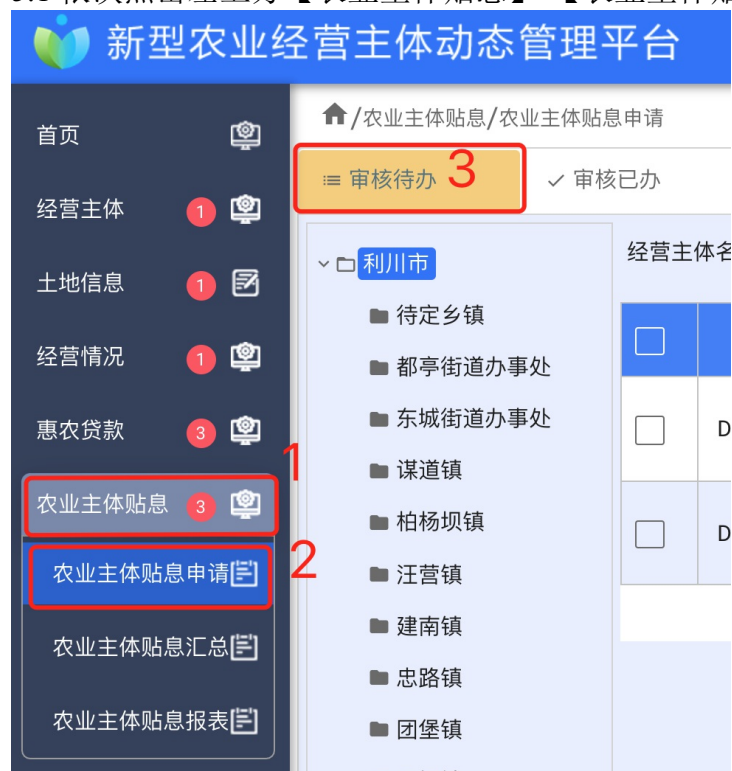 新型农业经营主体动态管理平台
首页
经营主体 1
土地信息 1
经营情况 1
惠农贷款 3
农业主体贴息 3
1
农业主体贴息申请
2
农业主体贴息汇总
农业主体贴息报表
/农业主体贴息/农业主体贴息申请
审核待办 3
审核已办
利川市
待定乡镇
都亭街道办事处
东城街道办事处
谋道镇
柏杨坝镇
汪营镇
建南镇
忠路镇
团堡镇
经营主体名
D
D